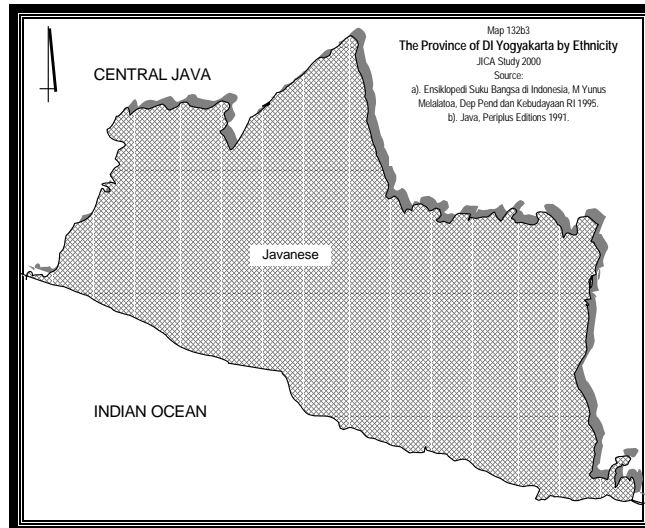 Map 132b3
The Province of DI Yogyakarta by Ethnicity
JICA Study 2000
Source:
a). Ensiklopedi Suku Bangsa di Indonesia, M Yunus
Melalatoa, Dep Pend dan Kebudayaan RI 1995.
b). Java, Periplus Editions 1991.
CENTRAL JAVA
Javanese
INDIAN OCEAN